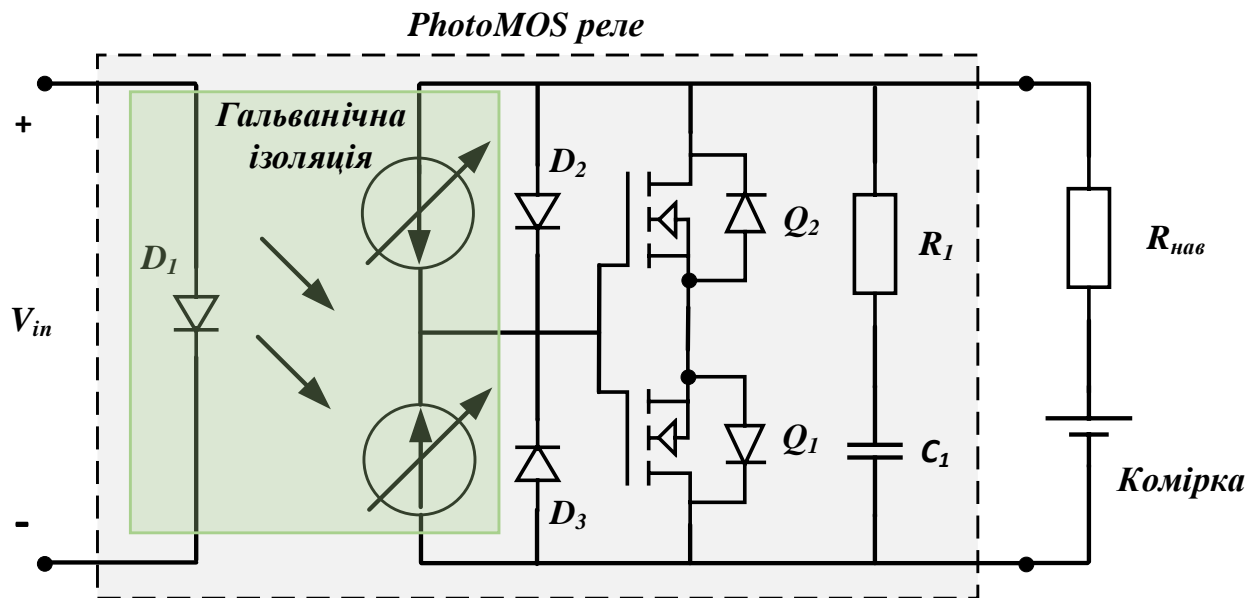 PhotoMOS реле
+
Гальванічна
ізоляція
D2
D1
Q2
R1
Rнав
Vin
Q1
C1
Комірка
-
D3